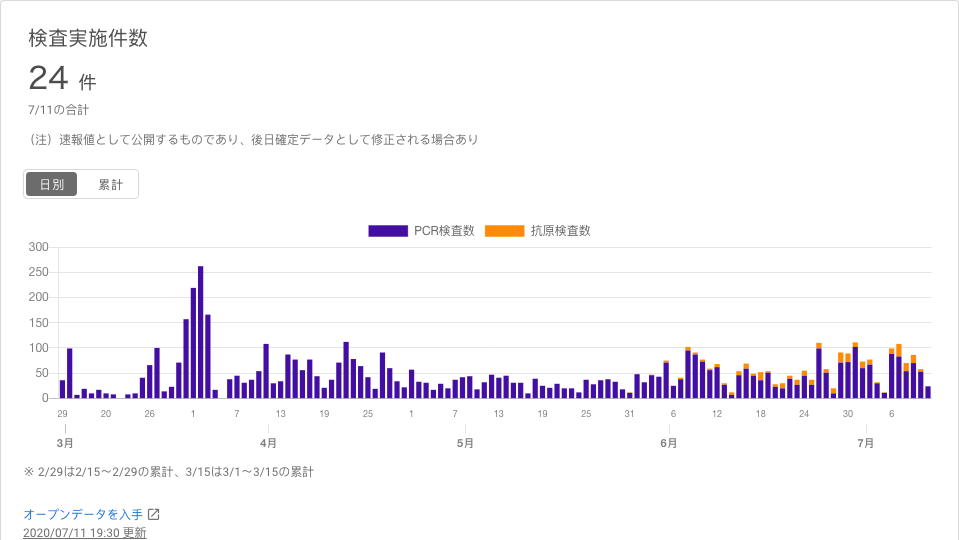 検査実施件数
24 件
7/11の合計
（注）速報値として公開するものであり、後日確定データとして修正される場合あり
日別 累計
PCR検査数 抗原検査数
300
250
200
150
100
50
0
29 20 26 1 7 13 19 25 1 7 13 19 25 31 6 12 18 24 30 6
3月 4月 5月 6月 7月
※ 2/29は2/15〜2/29の累計、3/15は3/1〜3/15の累計
オープンデータを入手
2020/07/11 19:30 更新